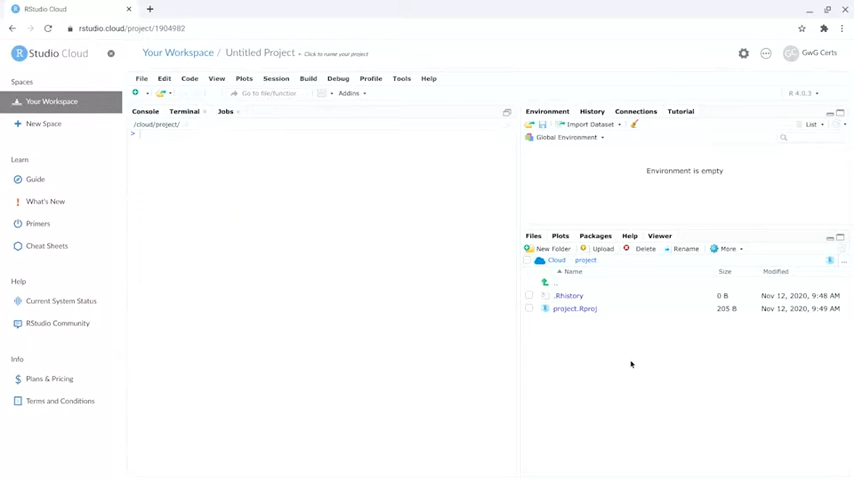 RStudio Cloud
rstudio.cloud/project/1904982
R Studio Cloud
Your Workspace / Untitled Project Click to name your project
GC GwG Certs
Spaces
Your Workspace
New Space
Learn
Guide
What's New
Primers
Cheat Sheets
Help
Current System Status
RStudio Community
Info
Plans & Pricing
Terms and Conditions
File Edit Code View Plots Session Build Debug Profile Tools Help
Go to file/function Addins R 4.0.3
Console Terminal Jobs
/cloud/project/
>
Environment History Connections Tutorial
Import Dataset List
Global Environment
Environment is empty
Files Plots Packages Help Viewer
New Folder Upload Delete Rename More
Cloud project R ...
Name Size Modified
..
.Rhistory 0 B Nov 12, 2020, 9:48 AM
project.Rproj 205 B Nov 12, 2020, 9:49 AM